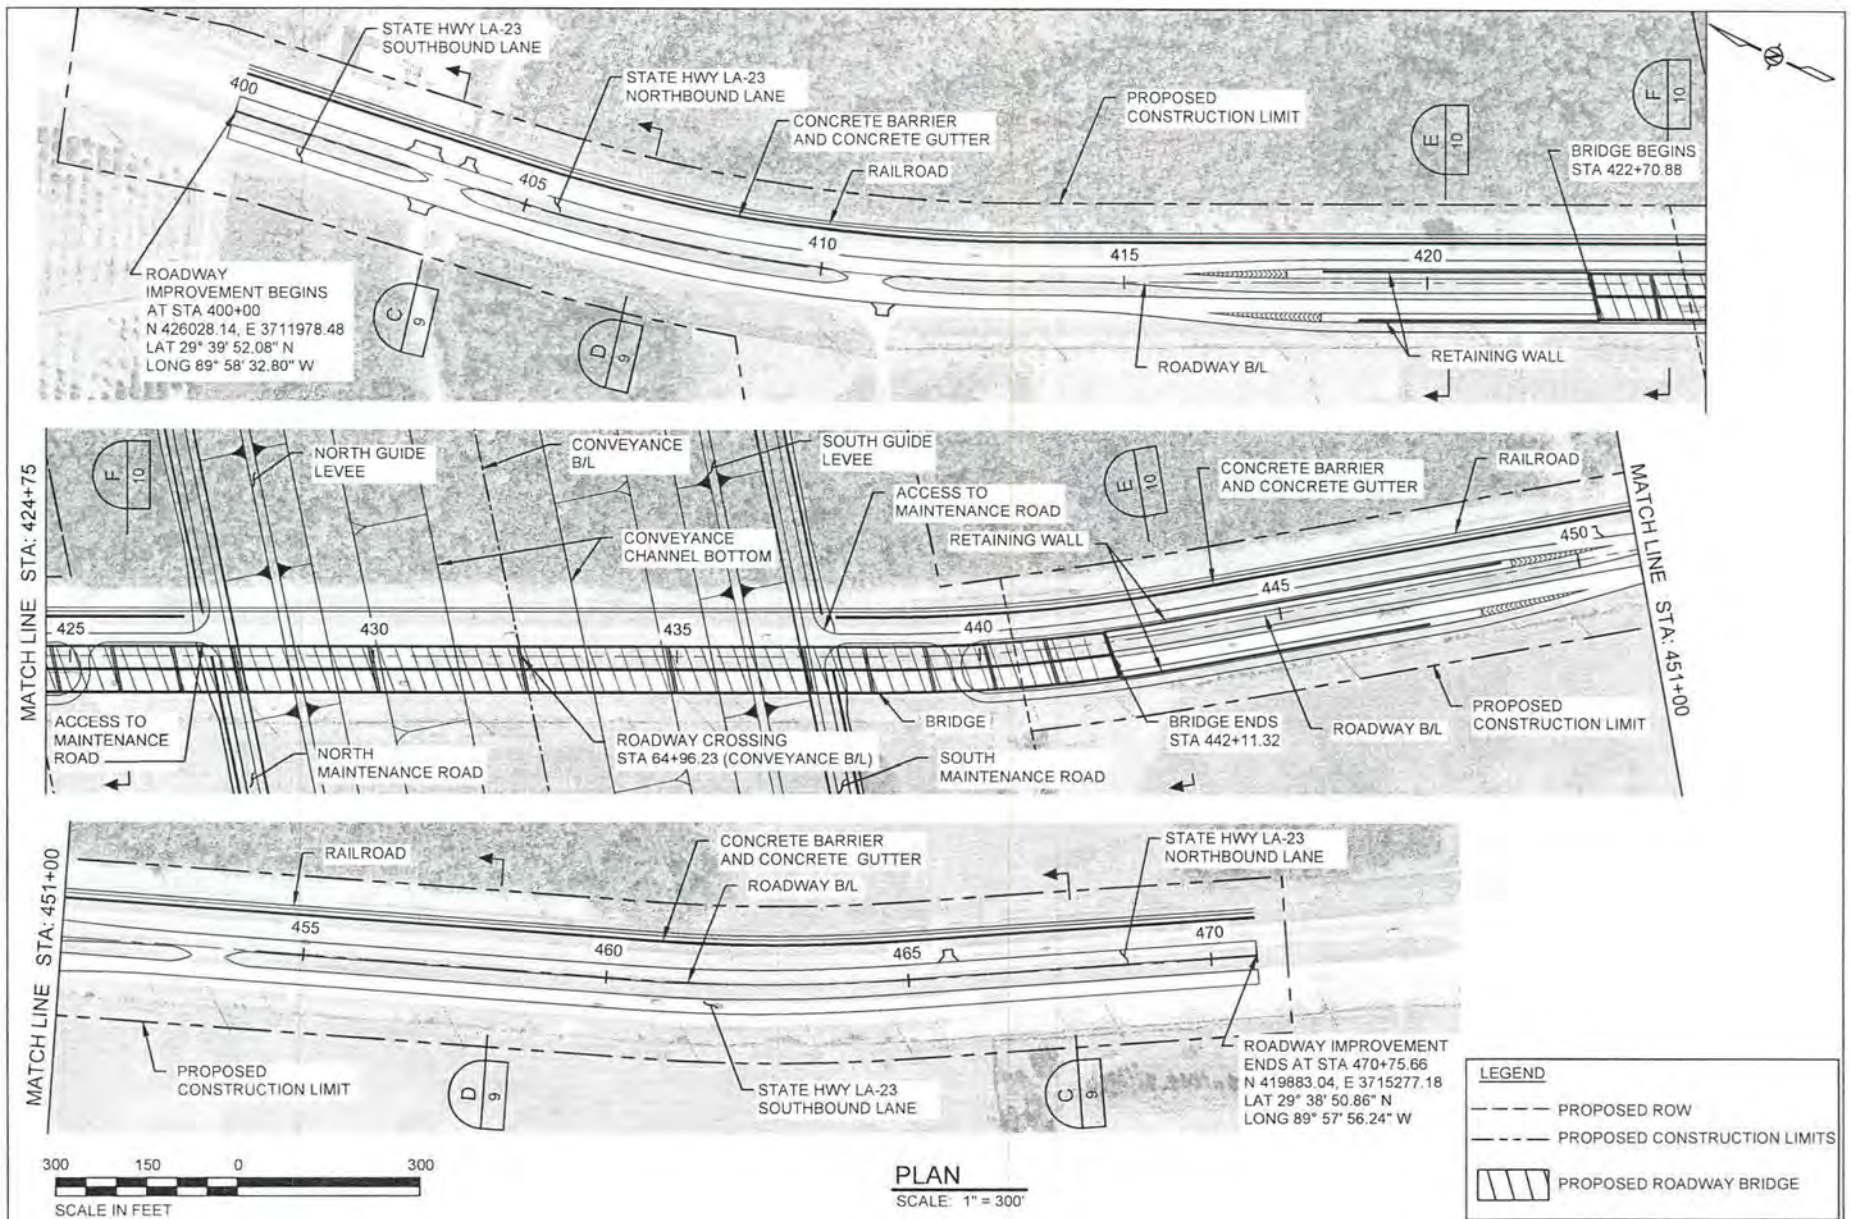 STATE HWY LA-23
SOUTHBOUND LANE
STATE HWY LA-23
NORTHBOUND LANE
CONCRETE BARRIER
AND CONCRETE GUTTER
RAILROAD
PROPOSED
CONSTRUCTION LIMIT
E
10
F
10
BRIDGE BEGINS
STA 422+70.88
N
400
405
410
415
420
ROADWAY
IMPROVEMENT BEGINS
AT STA 400+00
N 426028.14, E 3711978.48
LAT 29° 39' 52.08" N
LONG 89° 58' 32.80" W
C
9
D
9
ROADWAY B/L
RETAINING WALL
MATCH LINE STA: 424+75
F
10
NORTH GUIDE
LEVEE
CONVEYANCE
B/L
SOUTH GUIDE
LEVEE
ACCESS TO
MAINTENANCE ROAD
E
10
CONCRETE BARRIER
AND CONCRETE GUTTER
RAILROAD
MATCH LINE STA: 451+00
CONVEYANCE
CHANNEL BOTTOM
RETAINING WALL
425
430
435
440
445
450
ACCESS TO
MAINTENANCE
ROAD
NORTH
MAINTENANCE ROAD
ROADWAY CROSSING
STA 64+96.23 (CONVEYANCE B/L)
BRIDGE
SOUTH
MAINTENANCE ROAD
BRIDGE ENDS
STA 442+11.32
ROADWAY B/L
PROPOSED
CONSTRUCTION LIMIT
MATCH LINE STA: 451+00
RAILROAD
CONCRETE BARRIER
AND CONCRETE GUTTER
ROADWAY B/L
STATE HWY LA-23
NORTHBOUND LANE
455
460
465
470
PROPOSED
CONSTRUCTION LIMIT
D
9
STATE HWY LA-23
SOUTHBOUND LANE
C
9
ROADWAY IMPROVEMENT
ENDS AT STA 470+75.66
N 419883.04, E 3715277.18
LAT 29° 38' 50.86" N
LONG 89° 57' 56.24" W
300 150 0 300
SCALE IN FEET
PLAN
SCALE: 1" = 300'
LEGEND
PROPOSED ROW
PROPOSED CONSTRUCTION LIMITS
PROPOSED ROADWAY BRIDGE